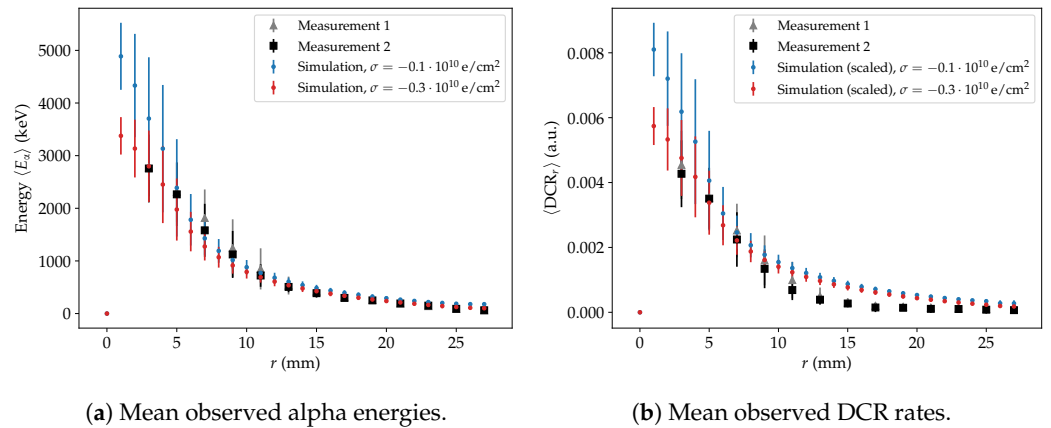 Measurement 1
Measurement 2
Simulation, σ = −0.1 · 10¹⁰ e/cm²
Simulation, σ = −0.3 · 10¹⁰ e/cm²
5000
4000
3000
2000
1000
0
Energy ⟨Eα⟩ (keV)
0 5 10 15 20 25
r (mm)
(a) Mean observed alpha energies.
Measurement 1
Measurement 2
Simulation (scaled), σ = −0.1 · 10¹⁰ e/cm²
Simulation (scaled), σ = −0.3 · 10¹⁰ e/cm²
0.008
0.006
0.004
0.002
0.000
⟨DCRr⟩ (a.u.)
0 5 10 15 20 25
r (mm)
(b) Mean observed DCR rates.